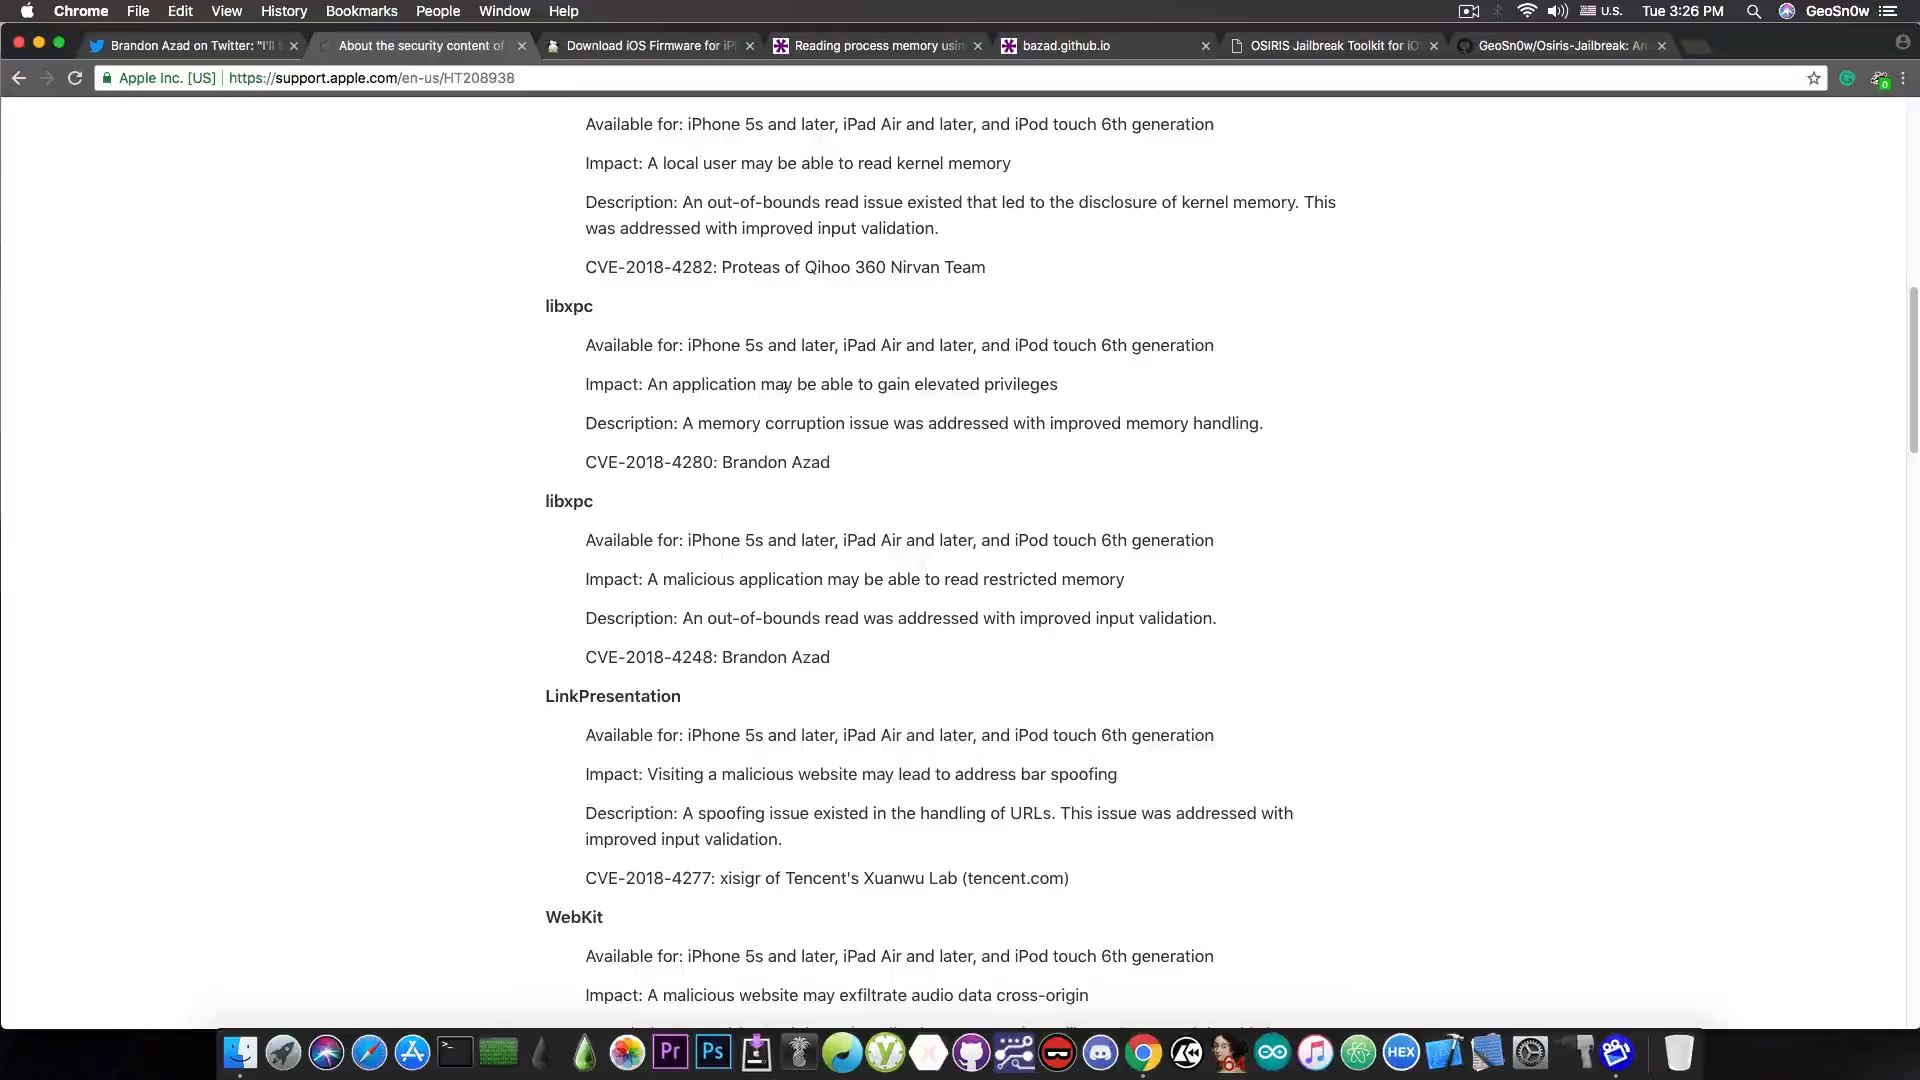 Chrome File Edit View History Bookmarks People Window Help U.S. Tue 3:26 PM GeoSn0w
Brandon Azad on Twitter: "I'll
About the security content of
Download iOS Firmware for iP
Reading process memory usin
bazad.github.io
OSIRIS Jailbreak Toolkit for iO
GeoSn0w/Osiris-Jailbreak: An
Apple Inc. [US] https://support.apple.com/en-us/HT208938
0
Available for: iPhone 5s and later, iPad Air and later, and iPod touch 6th generation
Impact: A local user may be able to read kernel memory
Description: An out-of-bounds read issue existed that led to the disclosure of kernel memory. This
was addressed with improved input validation.
CVE-2018-4282: Proteas of Qihoo 360 Nirvan Team
libxpc
Available for: iPhone 5s and later, iPad Air and later, and iPod touch 6th generation
Impact: An application may be able to gain elevated privileges
Description: A memory corruption issue was addressed with improved memory handling.
CVE-2018-4280: Brandon Azad
libxpc
Available for: iPhone 5s and later, iPad Air and later, and iPod touch 6th generation
Impact: A malicious application may be able to read restricted memory
Description: An out-of-bounds read was addressed with improved input validation.
CVE-2018-4248: Brandon Azad
LinkPresentation
Available for: iPhone 5s and later, iPad Air and later, and iPod touch 6th generation
Impact: Visiting a malicious website may lead to address bar spoofing
Description: A spoofing issue existed in the handling of URLs. This issue was addressed with
improved input validation.
CVE-2018-4277: xisigr of Tencent's Xuanwu Lab (tencent.com)
WebKit
Available for: iPhone 5s and later, iPad Air and later, and iPod touch 6th generation
Impact: A malicious website may exfiltrate audio data cross-origin
Pr Ps 64 HEX